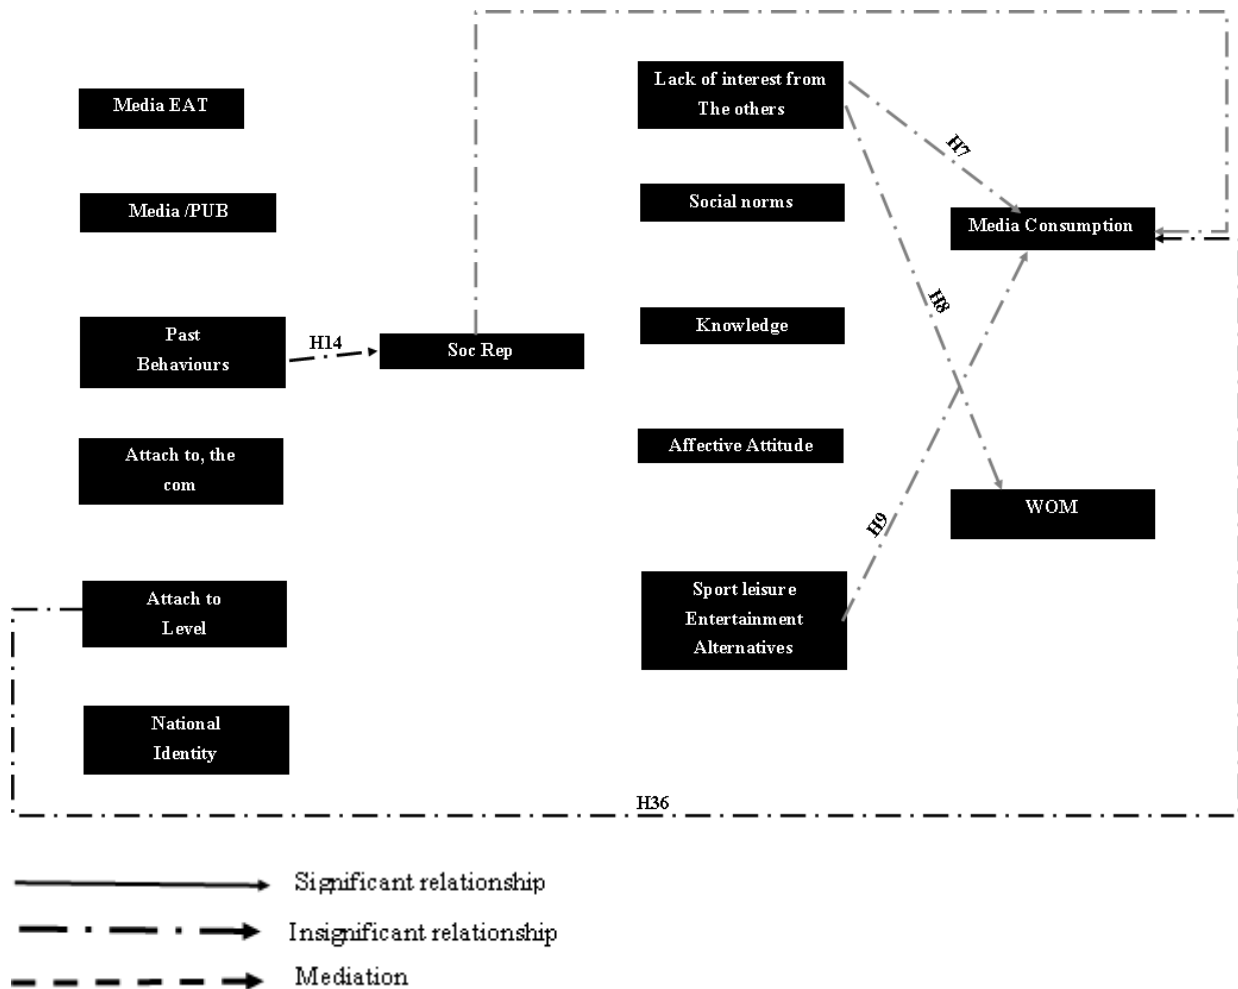 Media EAT
Media /PUB
Past
Behaviours
H14
Soc Rep
Attach to, the
com
Attach to
Level
National
Identity
Lack of interest from
The others
Social norms
Knowledge
Affective Attitude
Sport leisure
Entertainment
Alternatives
H7
H8
H9
Media Consumption
WOM
H36
Significant relationship
Insignificant relationship
Mediation